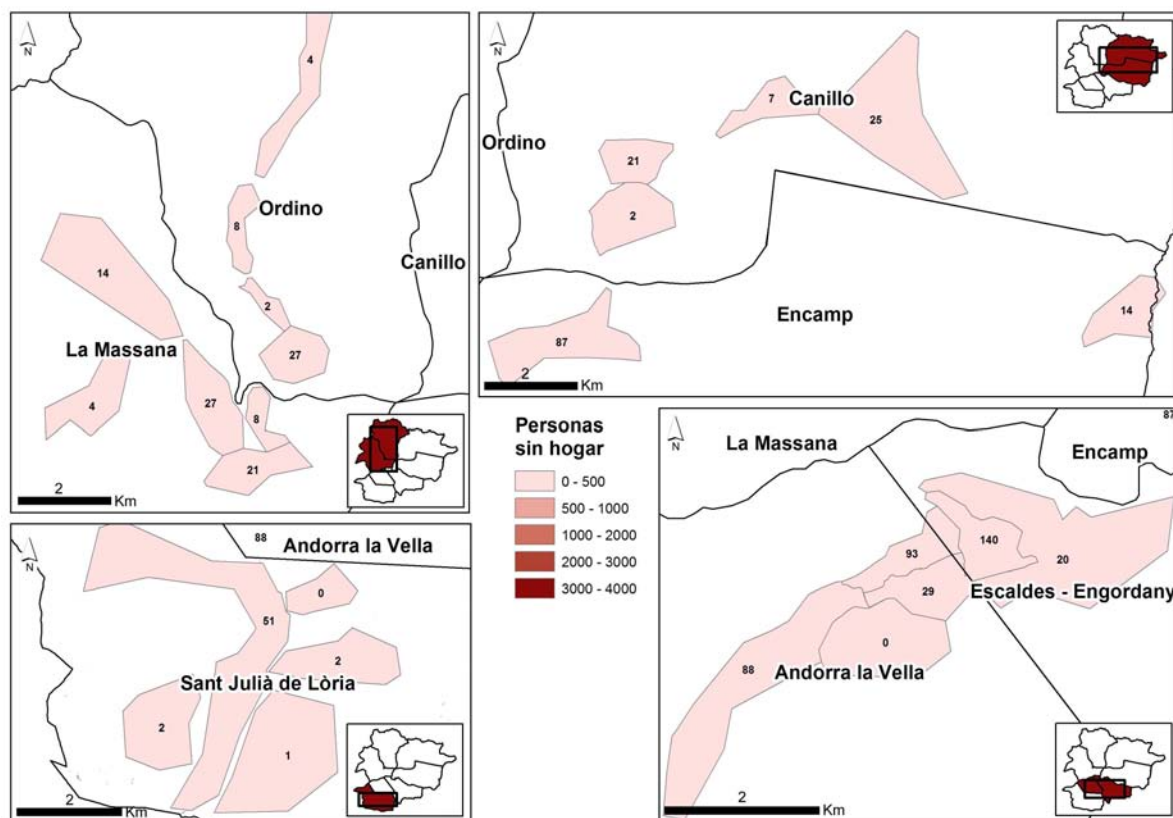 N
4
Ordino
8
Canillo
14
2
27
La Massana
4
27
8
21
2
Km
N
7
Canillo
25
Ordino
21
2
Encamp
14
87
2
Km
Personas
sin hogar
0 - 500
500 - 1000
1000 - 2000
2000 - 3000
3000 - 4000
N
88
Andorra la Vella
0
51
2
Sant Julià de Lòria
2
1
2
Km
N
La Massana
87
Encamp
93
140
20
29
Escaldes - Engordany
0
88
Andorra la Vella
2
Km